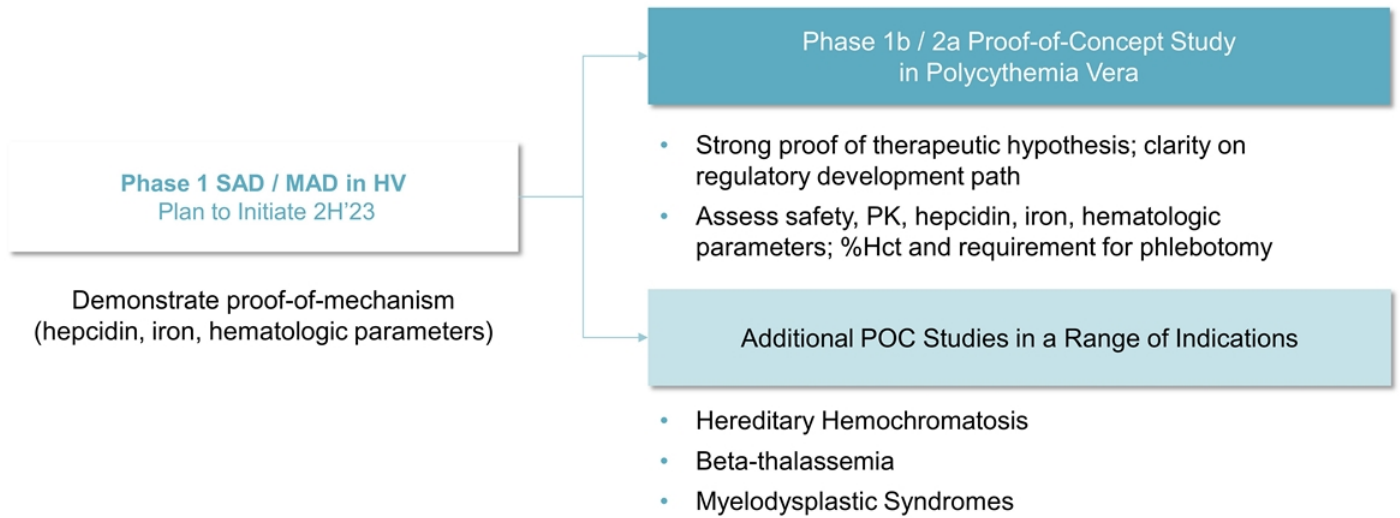 Phase 1 SAD / MAD in HV
Plan to Initiate 2H'23
Demonstrate proof-of-mechanism
(hepcidin, iron, hematologic parameters)
Phase 1b / 2a Proof-of-Concept Study
in Polycythemia Vera
• Strong proof of therapeutic hypothesis; clarity on
regulatory development path
• Assess safety, PK, hepcidin, iron, hematologic
parameters; %Hct and requirement for phlebotomy
Additional POC Studies in a Range of Indications
• Hereditary Hemochromatosis
• Beta-thalassemia
• Myelodysplastic Syndromes